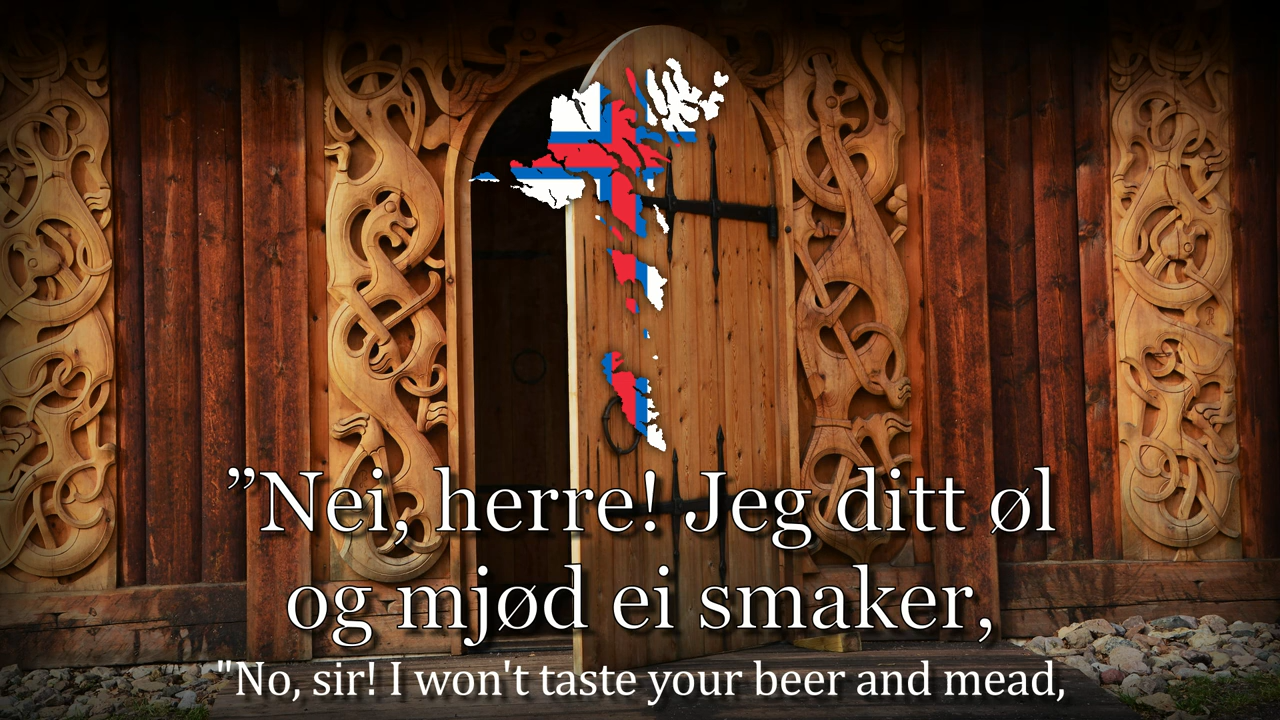 ”Nei, herre! Jeg ditt øl
og mjød ei smaker,
"No, sir! I won't taste your beer and mead,